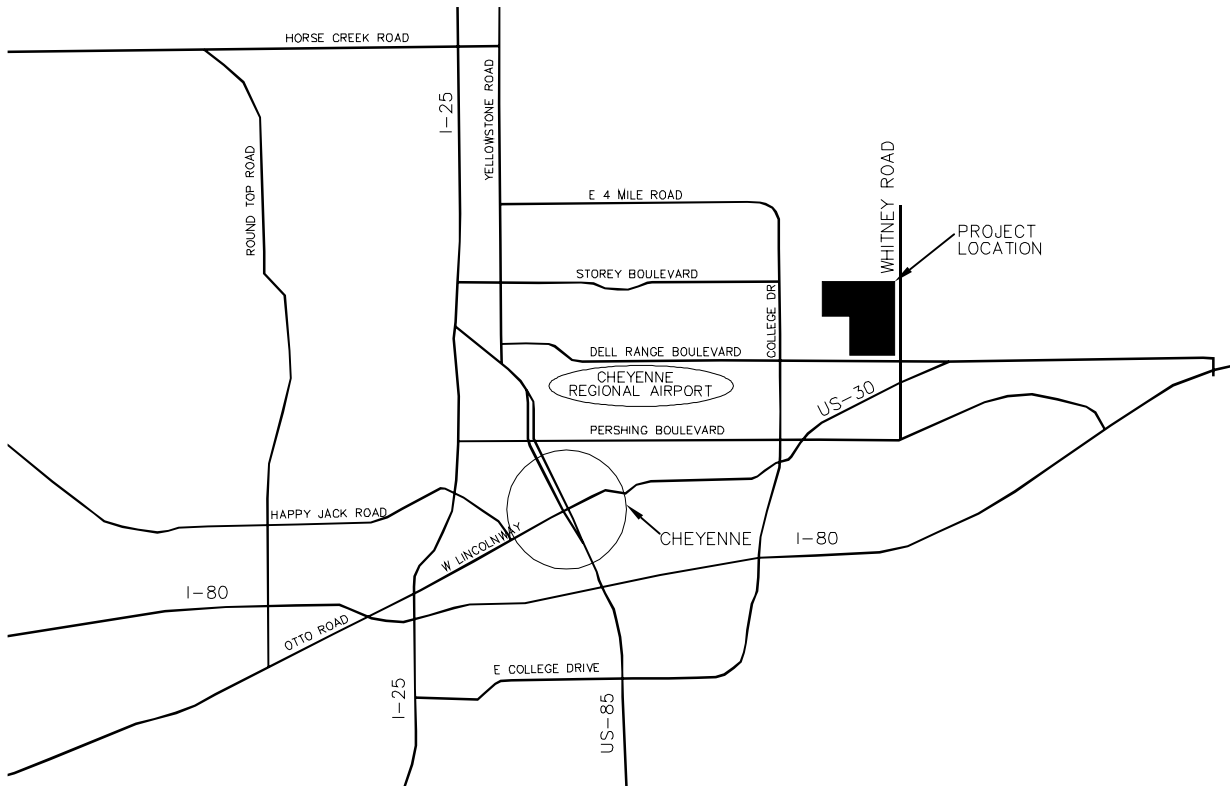 HORSE CREEK ROAD
I-25
YELLOWSTONE ROAD
ROUND TOP ROAD
E 4 MILE ROAD
WHITNEY ROAD
PROJECT
LOCATION
STOREY BOULEVARD
COLLEGE DR
DELL RANGE BOULEVARD
CHEYENNE
REGIONAL AIRPORT
US-30
PERSHING BOULEVARD
HAPPY JACK ROAD
W LINCOLNWAY
CHEYENNE
I-80
I-80
OTTO ROAD
E COLLEGE DRIVE
I-25
US-85